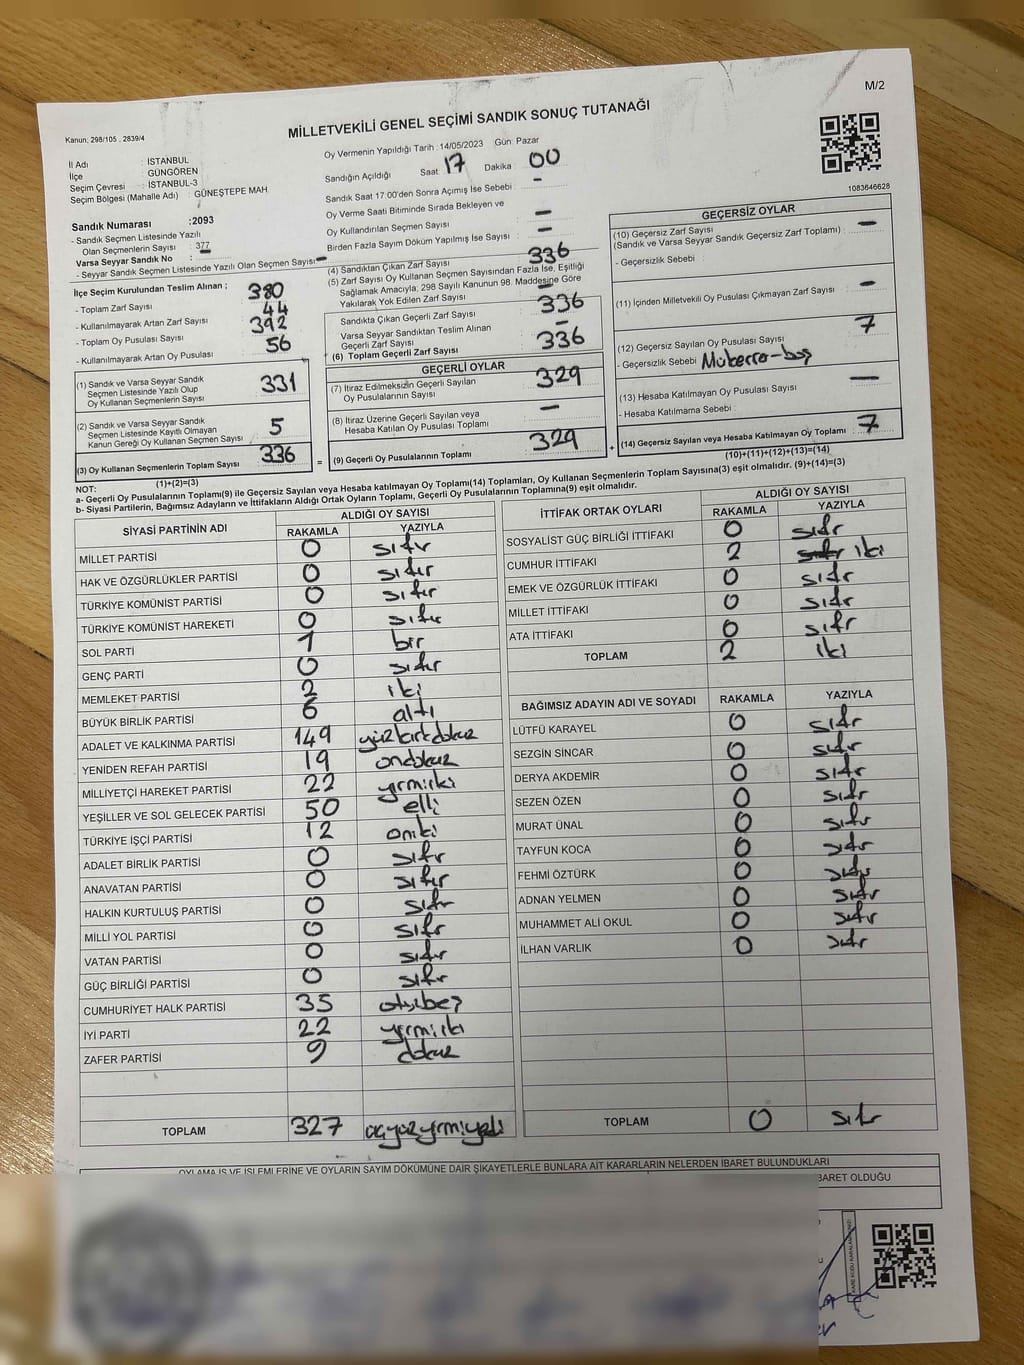 M/2
Kanun: 298/105 , 2839/4
MİLLETVEKİLİ GENEL SEÇİMİ SANDIK SONUÇ TUTANAĞI
İl Adı : İSTANBUL
İlçe : GÜNGÖREN
Seçim Çevresi : İSTANBUL-3
Seçim Bölgesi (Mahalle Adı) : GÜNEŞTEPE MAH
Sandık Numarası : 2093
- Sandık Seçmen Listesinde Yazılı
Olan Seçmenlerin Sayısı : 377
Varsa Seyyar Sandık No : –
- Seyyar Sandık Seçmen Listesinde Yazılı Olan Seçmen Sayısı: –
Oy Vermenin Yapıldığı Tarih : 14/05/2023 Gün: Pazar
Sandığın Açıldığı Saat 17 Dakika 00
Sandık Saat 17:00'den Sonra Açımış İse Sebebi : –
Oy Verme Saati Bitiminde Sırada Bekleyen ve
Oy Kullandırılan Seçmen Sayısı : –
Birden Fazla Sayım Döküm Yapılmış İse Sayısı : –
1083646628
İlçe Seçim Kurulundan Teslim Alınan ;
- Toplam Zarf Sayısı : 380
- Kullanılmayarak Artan Zarf Sayısı : 44
- Toplam Oy Pusulası Sayısı : 392
- Kullanılmayarak Artan Oy Pusulası : 56
(1) Sandık ve Varsa Seyyar Sandık
Seçmen Listesinde Yazılı Olup
Oy Kullanan Seçmenlerin Sayısı : 331
(2) Sandık ve Varsa Seyyar Sandık
Seçmen Listesinde Kayıtlı Olmayan
Kanun Gereği Oy Kullanan Seçmen Sayısı : 5
(3) Oy Kullanan Seçmenlerin Toplam Sayısı : 336
(1)+(2)=(3)
(4) Sandıktan Çıkan Zarf Sayısı : 336
(5) Zarf Sayısı Oy Kullanan Seçmen Sayısından Fazla İse, Eşitliği
Sağlamak Amacıyla; 298 Sayılı Kanunun 98. Maddesine Göre
Yakılarak Yok Edilen Zarf Sayısı : –
Sandıkta Çıkan Geçerli Zarf Sayısı : 336
Varsa Seyyar Sandıktan Teslim Alınan
Geçerli Zarf Sayısı : –
(6) Toplam Geçerli Zarf Sayısı : 336
GEÇERLİ OYLAR
(7) İtiraz Edilmeksizin Geçerli Sayılan
Oy Pusulalarının Sayısı : 329
(8) İtiraz Üzerine Geçerli Sayılan veya
Hesaba Katılan Oy Pusulası Toplamı : –
= (9) Geçerli Oy Pusulalarının Toplamı : 329 +
GEÇERSİZ OYLAR
(10) Geçersiz Zarf Sayısı : –
(Sandık ve Varsa Seyyar Sandık Geçersiz Zarf Toplamı)
- Geçersizlik Sebebi :
(11) İçinden Milletvekili Oy Pusulası Çıkmayan Zarf Sayısı : –
(12) Geçersiz Sayılan Oy Pusulası Sayısı : 7
- Geçersizlik Sebebi : Müberra-boş
(13) Hesaba Katılmayan Oy Pusulası Sayısı : –
- Hesaba Katılmama Sebebi :
(14) Geçersiz Sayılan veya Hesaba Katılmayan Oy Toplamı : 7
(10)+(11)+(12)+(13)=(14)
NOT:
a- Geçerli Oy Pusulalarının Toplamı(9) ile Geçersiz Sayılan veya Hesaba katılmayan Oy Toplamı(14) Toplamları, Oy Kullanan Seçmenlerin Toplam Sayısına(3) eşit olmalıdır. (9)+(14)=(3)
b- Siyasi Partilerin, Bağımsız Adayların ve İttifakların Aldığı Ortak Oyların Toplamı, Geçerli Oy Pusulalarının Toplamına(9) eşit olmalıdır.
SİYASİ PARTİNİN ADI ALDIĞI OY SAYISI
RAKAMLA YAZIYLA
MİLLET PARTİSİ 0 sıfır
HAK VE ÖZGÜRLÜKLER PARTİSİ 0 sıfır
TÜRKİYE KOMÜNİST PARTİSİ 0 sıfır
TÜRKİYE KOMÜNİST HAREKETİ 0 sıfır
SOL PARTİ 1 bir
GENÇ PARTİ 0 sıfır
MEMLEKET PARTİSİ 2 iki
BÜYÜK BİRLİK PARTİSİ 6 altı
ADALET VE KALKINMA PARTİSİ 149 yüzkırkdokuz
YENİDEN REFAH PARTİSİ 19 ondokuz
MİLLİYETÇİ HAREKET PARTİSİ 22 yirmiiki
YEŞİLLER VE SOL GELECEK PARTİSİ 50 elli
TÜRKİYE İŞÇİ PARTİSİ 12 oniki
ADALET BİRLİK PARTİSİ 0 sıfır
ANAVATAN PARTİSİ 0 sıfır
HALKIN KURTULUŞ PARTİSİ 0 sıfır
MİLLİ YOL PARTİSİ 0 sıfır
VATAN PARTİSİ 0 sıfır
GÜÇ BİRLİĞİ PARTİSİ 0 sıfır
CUMHURİYET HALK PARTİSİ 35 otuzbeş
İYİ PARTİ 22 yirmiiki
ZAFER PARTİSİ 9 dokuz
TOPLAM 327 üçyüzyirmiyedi
İTTİFAK ORTAK OYLARI ALDIĞI OY SAYISI
RAKAMLA YAZIYLA
SOSYALİST GÜÇ BİRLİĞİ İTTİFAKI 0 sıfır
CUMHUR İTTİFAKI 2 sıfır iki
EMEK VE ÖZGÜRLÜK İTTİFAKI 0 sıfır
MİLLET İTTİFAKI 0 sıfır
ATA İTTİFAKI 0 sıfır
TOPLAM 2 iki
BAĞIMSIZ ADAYIN ADI VE SOYADI RAKAMLA YAZIYLA
LÜTFÜ KARAYEL 0 sıfır
SEZGİN SİNCAR 0 sıfır
DERYA AKDEMİR 0 sıfır
SEZEN ÖZEN 0 sıfır
MURAT ÜNAL 0 sıfır
TAYFUN KOCA 0 sıfır
FEHMİ ÖZTÜRK 0 sıfır
ADNAN YELMEN 0 sıfır
MUHAMMET ALİ OKUL 0 sıfır
İLHAN VARLIK 0 sıfır
TOPLAM 0 sıfır
OYLAMA İŞ VE İŞLEMLERİNE VE OYLARIN SAYIM DÖKÜMÜNE DAİR ŞİKAYETLERLE BUNLARA AİT KARARLARIN NELERDEN İBARET BULUNDUKLARI
BARET OLDUĞU